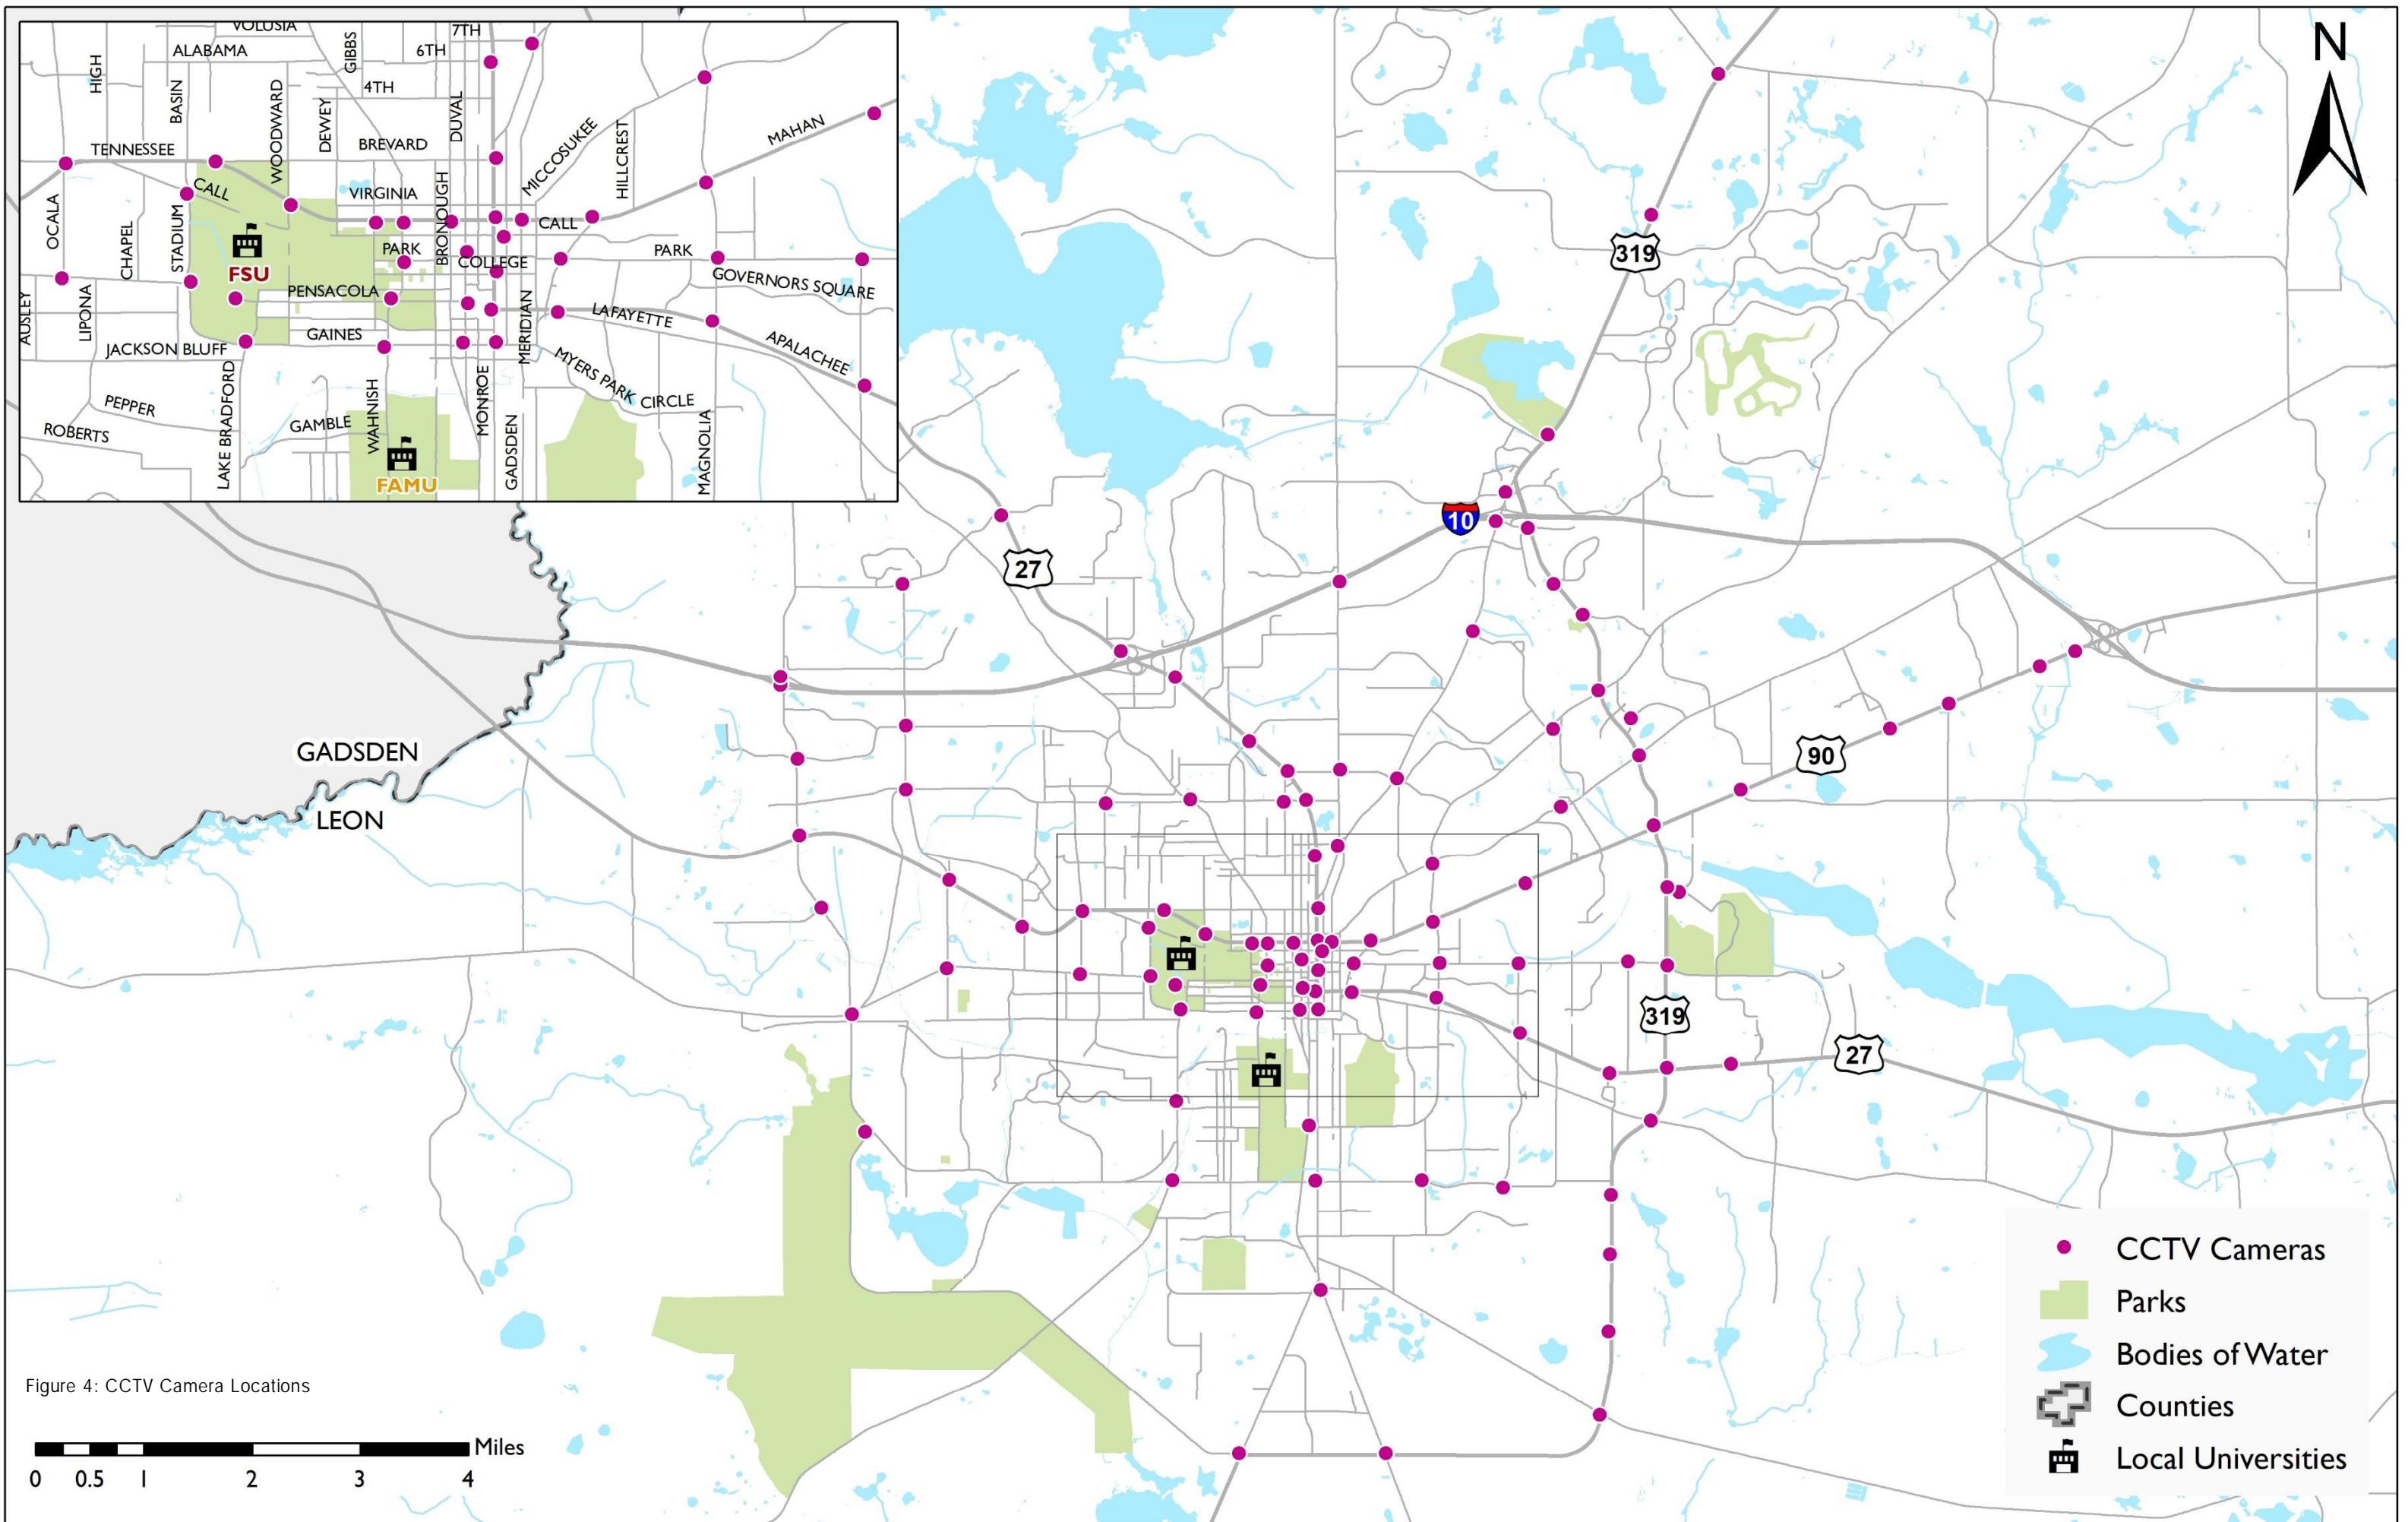 VOLUSIA
7TH
ALABAMA
GIBBS
6TH
HIGH
BASIN
WOODWARD
4TH
DEWEY
DUVAL
MICCOSUKEE
HILLCREST
MAHAN
TENNESSEE
BREVARD
OCALA
CALL
VIRGINIA
BRONOUGH
CHAPEL
STADIUM
CALL
PARK
PARK
COLLEGE
FSU
GOVERNORS SQUARE
AUSLEY
LIPONA
PENSACOLA
MERIDIAN
LAFAYETTE
GAINES
JACKSON BLUFF
APALACHEE
MYERS PARK CIRCLE
LAKE BRADFORD
WAHNISH
MONROE
PEPPER
GAMBLE
GADSDEN
MAGNOLIA
ROBERTS
FAMU
N
319
10
27
GADSDEN
LEON
90
319
27
CCTV Cameras
Parks
Bodies of Water
Counties
Local Universities
Figure 4: CCTV Camera Locations
Miles
0 0.5 1 2 3 4